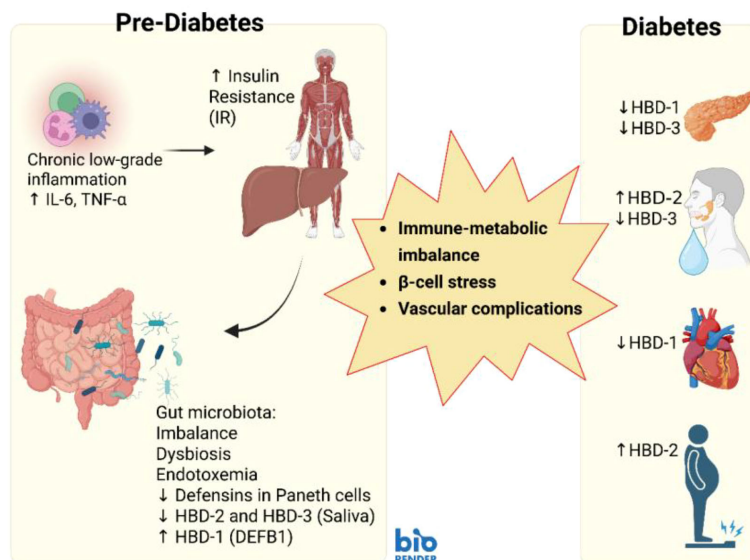 Pre-Diabetes
↑ Insulin
Resistance
(IR)
Chronic low-grade
inflammation
↑ IL-6, TNF-α
Gut microbiota:
Imbalance
Dysbiosis
Endotoxemia
↓ Defensins in Paneth cells
↓ HBD-2 and HBD-3 (Saliva)
↑ HBD-1 (DEFB1)
• Immune-metabolic
imbalance
• β-cell stress
• Vascular complications
Diabetes
↓HBD-1
↓HBD-3
↑HBD-2
↓HBD-3
↓HBD-1
↑HBD-2
bio
RENDER